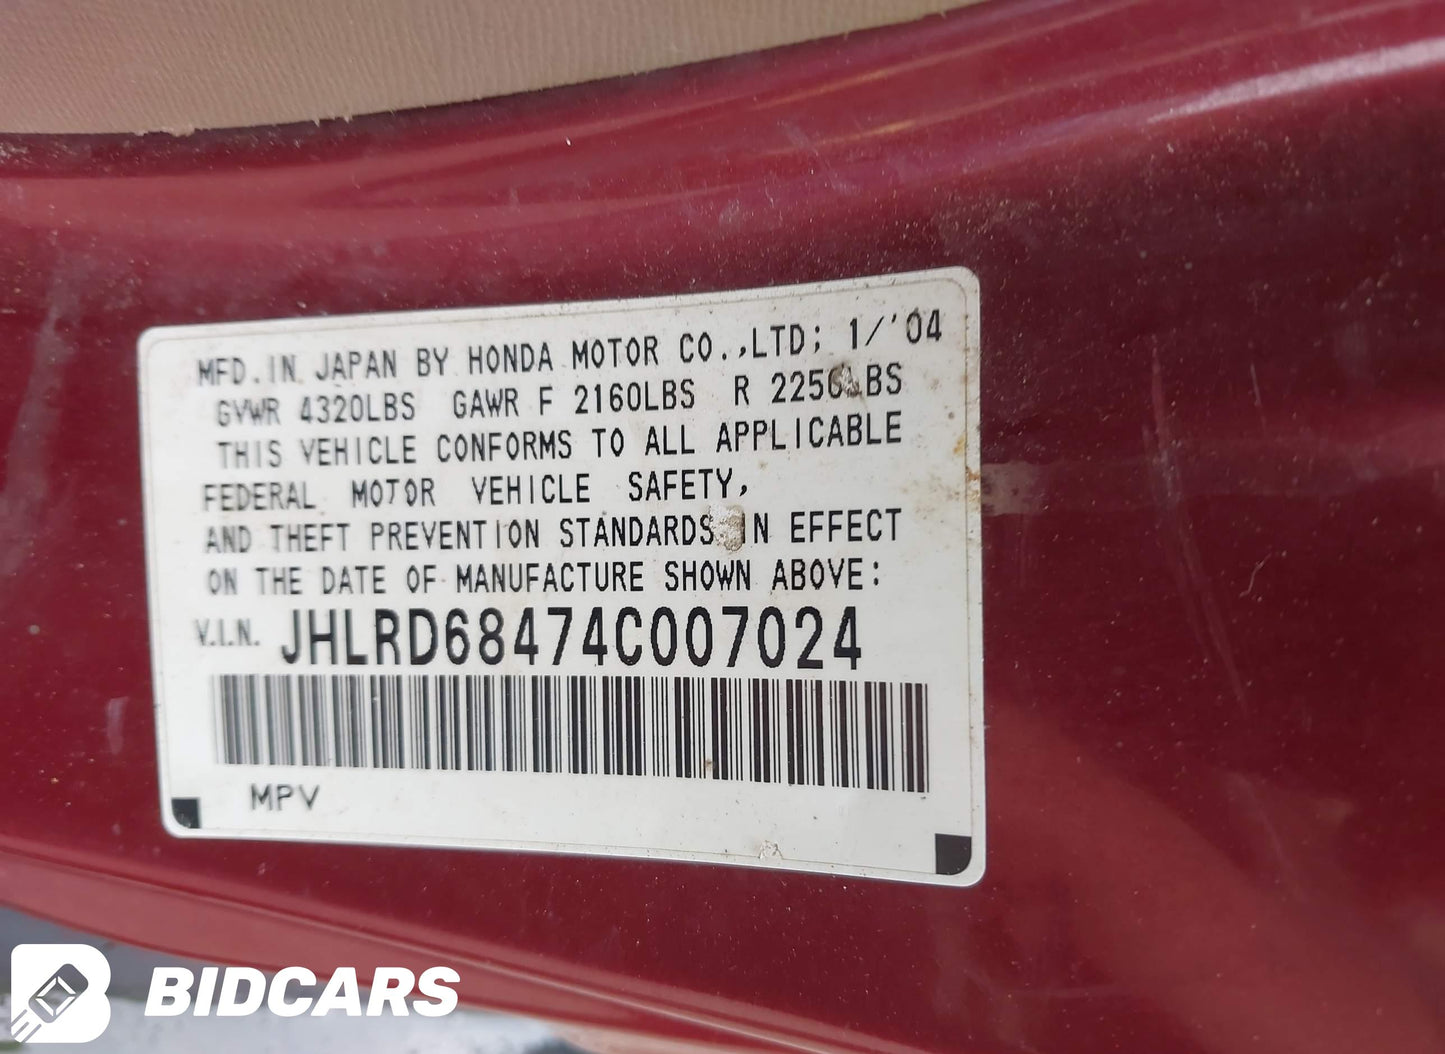 MFD. IN JAPAN BY HONDA MOTOR CO.,LTD; 1/'04
GVWR 4320LBS GAWR F 2160LBS R 2250LBS
THIS VEHICLE CONFORMS TO ALL APPLICABLE
FEDERAL MOTOR VEHICLE SAFETY,
AND THEFT PREVENTION STANDARDS IN EFFECT
ON THE DATE OF MANUFACTURE SHOWN ABOVE:
V.I.N. JHLRD68474C007024
MPV
BIDCARS